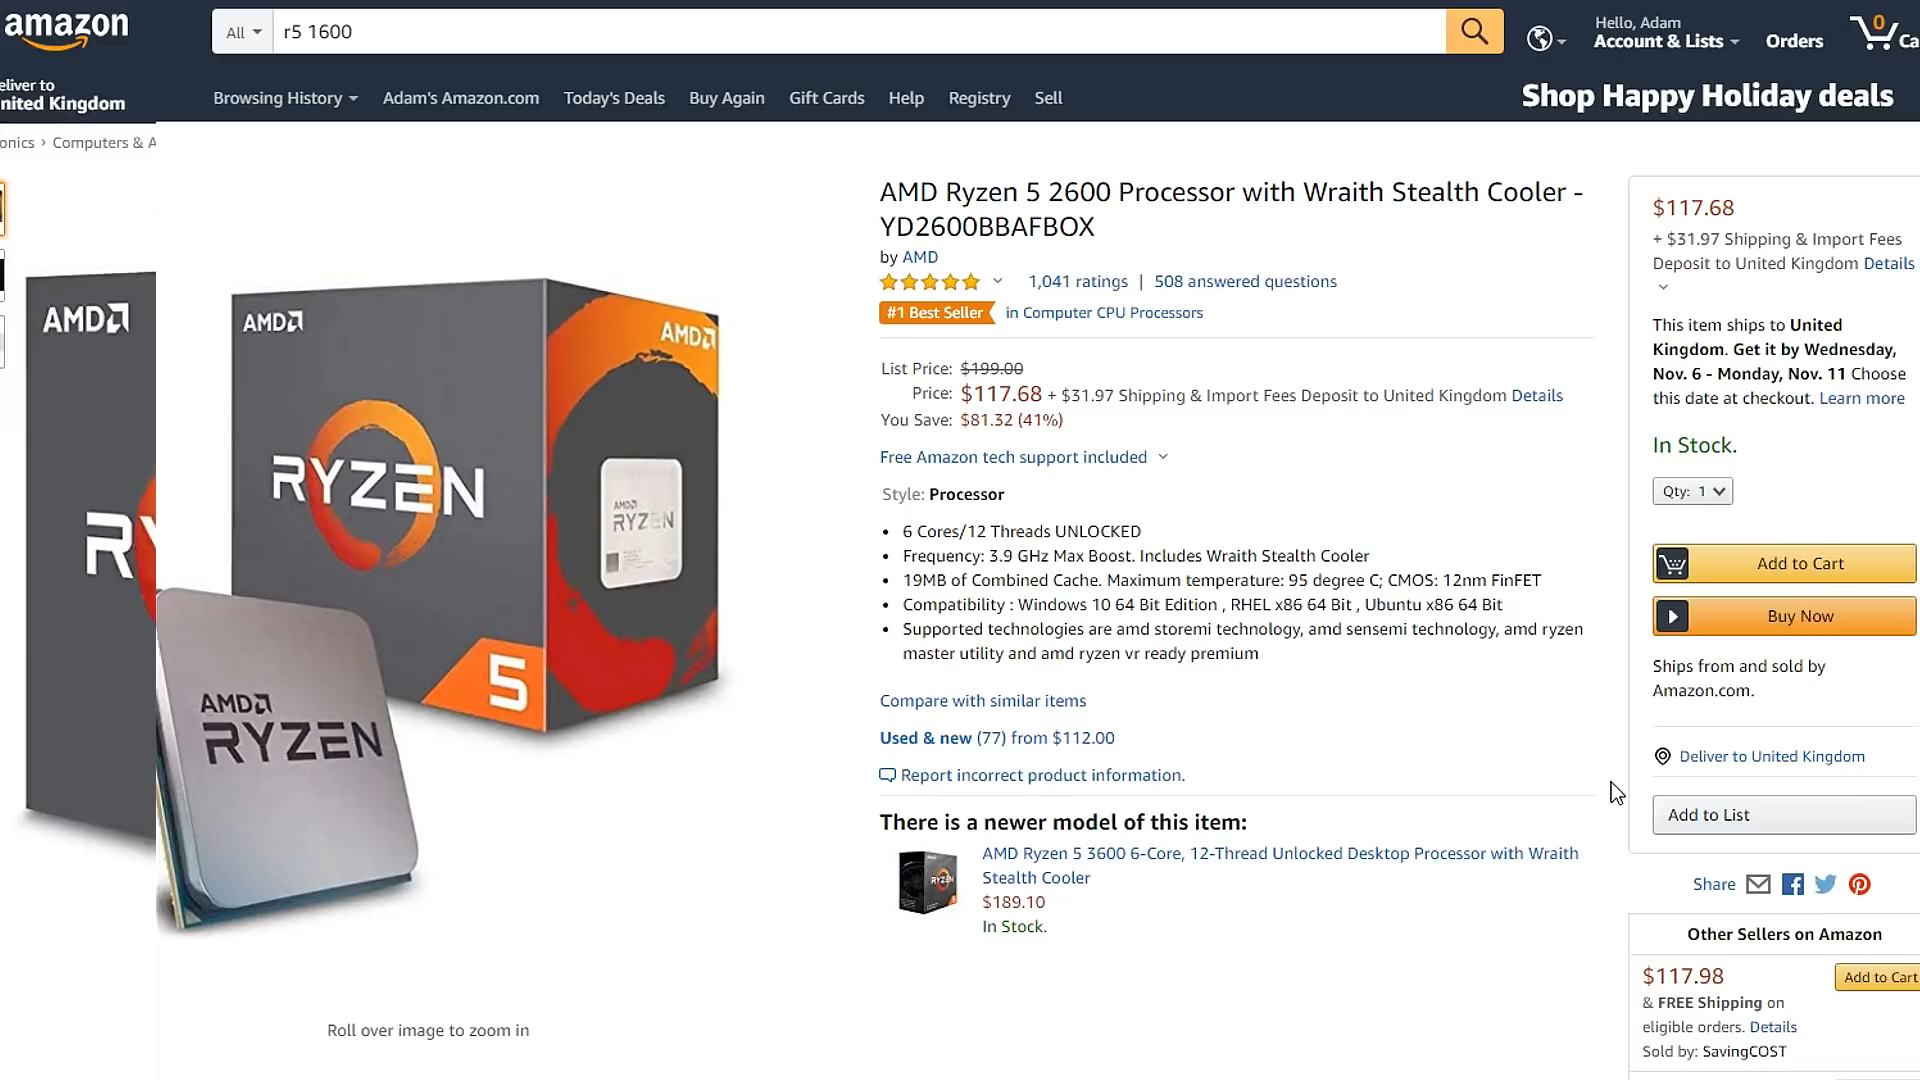 amazon
All
r5 1600
Hello, Adam
Account & Lists
Orders
0
Ca
eliver to
nited Kingdom
Browsing History
Adam's Amazon.com
Today's Deals
Buy Again
Gift Cards
Help
Registry
Sell
Shop Happy Holiday deals
onics › Computers & A
AMD
R
AMD
RYZEN
5
AMD
AMD
RYZEN
AMD
RYZEN
Roll over image to zoom in
AMD Ryzen 5 2600 Processor with Wraith Stealth Cooler -
YD2600BBAFBOX
by AMD
1,041 ratings | 508 answered questions
#1 Best Seller in Computer CPU Processors
List Price: $199.00
Price: $117.68 + $31.97 Shipping & Import Fees Deposit to United Kingdom Details
You Save: $81.32 (41%)
Free Amazon tech support included
Style: Processor
• 6 Cores/12 Threads UNLOCKED
• Frequency: 3.9 GHz Max Boost. Includes Wraith Stealth Cooler
• 19MB of Combined Cache. Maximum temperature: 95 degree C; CMOS: 12nm FinFET
• Compatibility : Windows 10 64 Bit Edition , RHEL x86 64 Bit , Ubuntu x86 64 Bit
• Supported technologies are amd storemi technology, amd sensemi technology, amd ryzen
master utility and amd ryzen vr ready premium
Compare with similar items
Used & new (77) from $112.00
Report incorrect product information.
There is a newer model of this item:
RYZEN
AMD Ryzen 5 3600 6-Core, 12-Thread Unlocked Desktop Processor with Wraith
Stealth Cooler
$189.10
In Stock.
$117.68
+ $31.97 Shipping & Import Fees
Deposit to United Kingdom Details
This item ships to United
Kingdom. Get it by Wednesday,
Nov. 6 - Monday, Nov. 11 Choose
this date at checkout. Learn more
In Stock.
Qty: 1
Add to Cart
Buy Now
Ships from and sold by
Amazon.com.
Deliver to United Kingdom
Add to List
Share
Other Sellers on Amazon
$117.98
Add to Cart
& FREE Shipping on
eligible orders. Details
Sold by: SavingCOST